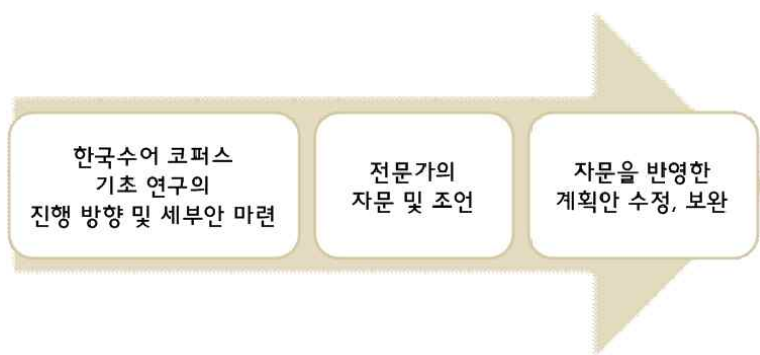 한국수어 코퍼스
기초 연구의
진행 방향 및 세부안 마련
전문가의
자문 및 조언
자문을 반영한
계획안 수정, 보완